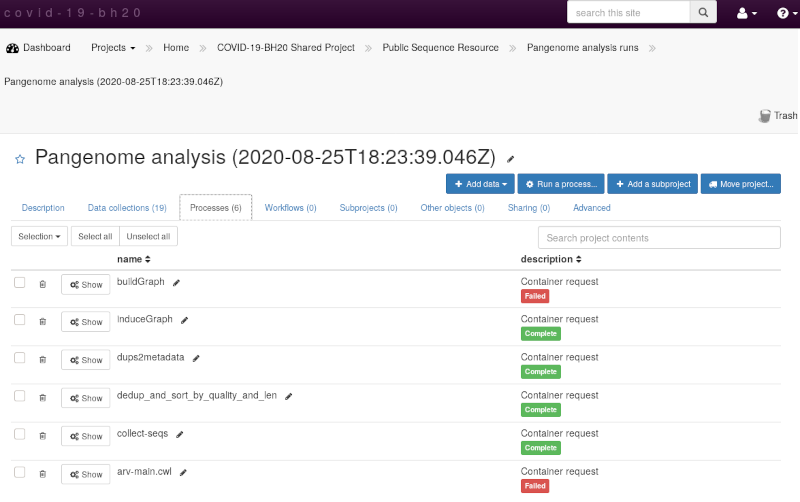 covid-19-bh20
search this site
Dashboard Projects Home COVID-19-BH20 Shared Project Public Sequence Resource Pangenome analysis runs
Pangenome analysis (2020-08-25T18:23:39.046Z)
Trash
Pangenome analysis (2020-08-25T18:23:39.046Z)
Add data Run a process... Add a subproject Move project...
Description Data collections (19) Processes (6) Workflows (0) Subprojects (0) Other objects (0) Sharing (0) Advanced
Selection Select all Unselect all Search project contents
name description
Show buildGraph Container request
Failed
Show induceGraph Container request
Complete
Show dups2metadata Container request
Complete
Show dedup_and_sort_by_quality_and_len Container request
Complete
Show collect-seqs Container request
Complete
Show arv-main.cwl Container request
Failed